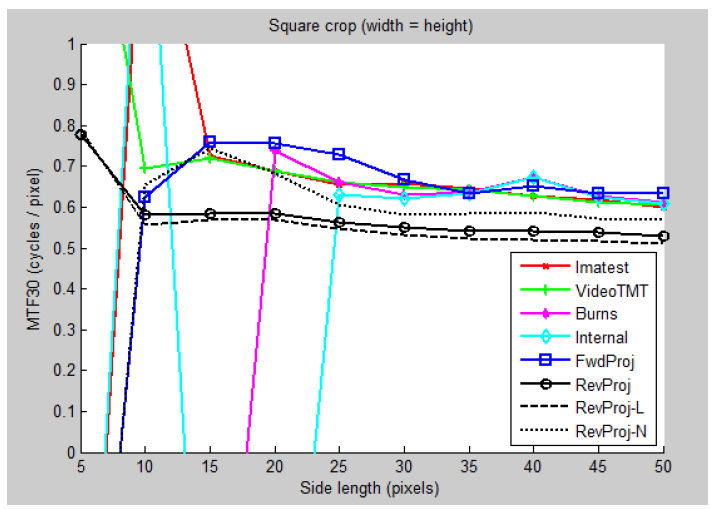 Square crop (width = height)
1
0.9
0.8
0.7
0.6
0.5
0.4
0.3
0.2
0.1
0
MTF30 (cycles / pixel)
Imatest
VideoTMT
Burns
Internal
FwdProj
RevProj
RevProj-L
RevProj-N
5 10 15 20 25 30 35 40 45 50
Side length (pixels)